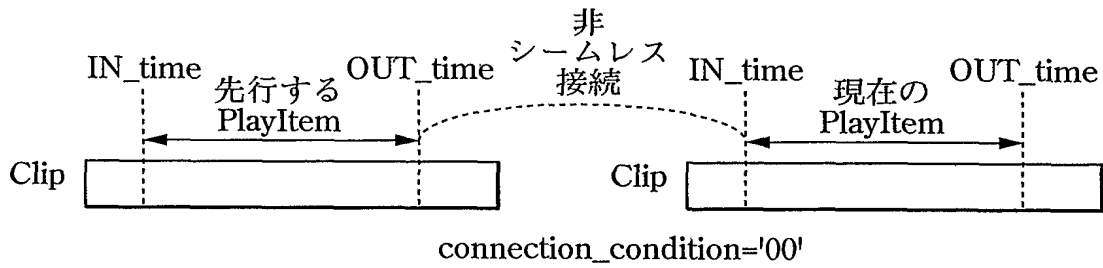 非
シームレス
接続
IN_time
OUT_time
IN_time
OUT_time
先行する
PlayItem
現在の
PlayItem
Clip
Clip
connection_condition='00'